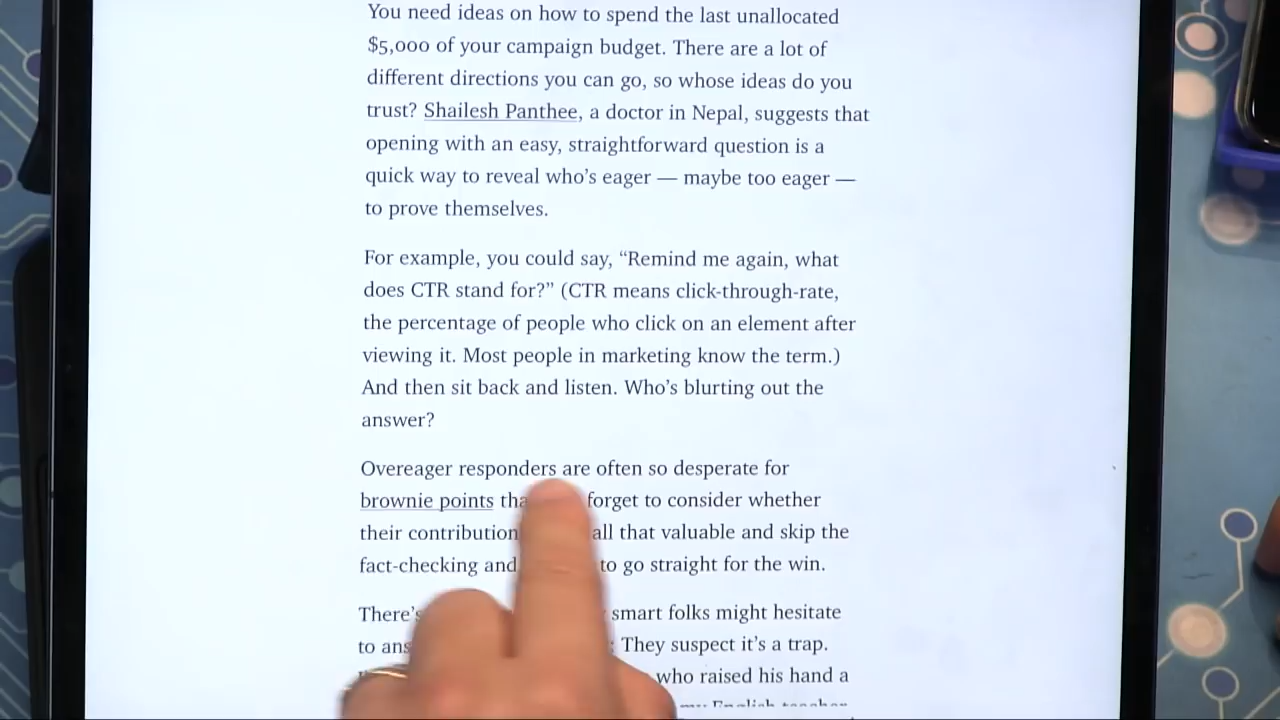 You need ideas on how to spend the last unallocated
$5,000 of your campaign budget. There are a lot of
different directions you can go, so whose ideas do you
trust? Shailesh Panthee, a doctor in Nepal, suggests that
opening with an easy, straightforward question is a
quick way to reveal who’s eager — maybe too eager —
to prove themselves.
For example, you could say, “Remind me again, what
does CTR stand for?” (CTR means click-through-rate,
the percentage of people who click on an element after
viewing it. Most people in marketing know the term.)
And then sit back and listen. Who’s blurting out the
answer?
Overeager responders are often so desperate for
brownie points forget to consider whether
their contribution all that valuable and skip the
fact-checking and to go straight for the win.
smart folks might hesitate
to They suspect it’s a trap.
who raised his hand a